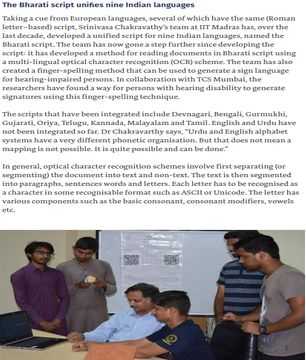 The Bharati script unifies nine Indian languages
Taking a cue from European languages, several of which have the same (Roman
letter-based) script, Srinivasa Chakravathy's team at IIT Madras has, over the
last decade, developed a unified script for nine Indian languages, named the
Bharati script. The team has now gone a step further since developing the
script: it has developed a method for reading documents in Bharati script using
a multi-lingual optical character recognition (OCR) scheme. The team has also
created a finger-spelling method that can be used to generate a sign language
for hearing-impaired persons. In collaboration with TCS Mumbai, the
researchers have found a way for persons with hearing disability to generate
signatures using this finger-spelling technique.
The scripts that have been integrated include Devnagari, Bengali, Gurmukhi,
Gujarati, Oriya, Telugu, Kannada, Malayalam and Tamil. English and Urdu have
not been integrated so far. Dr Chakravarthy says, “Urdu and English alphabet
systems have a very different phonetic organisation. But that does not mean a
mapping is not possible. It is quite possible and can be done.”
In general, optical character recognition schemes involve first separating (or
segmenting) the document into text and non-text. The text is then segmented
into paragraphs, sentences words and letters. Each letter has to be recognised as
a character in some recognisable format such as ASCII or Unicode. The letter has
various components such as the basic consonant, consonant modifiers, vowels
etc.